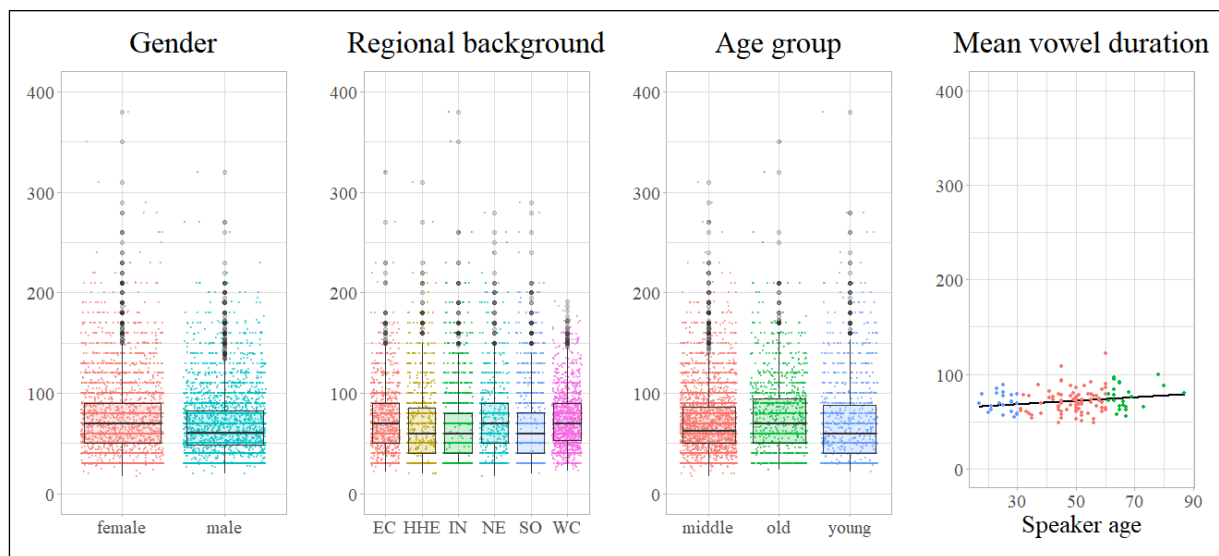 Gender
400
300
200
100
0
female male
Regional background
400
300
200
100
0
EC HHE IN NE SO WC
Age group
400
300
200
100
0
middle old young
Mean vowel duration
400
300
200
100
0
30 50 70 90
Speaker age